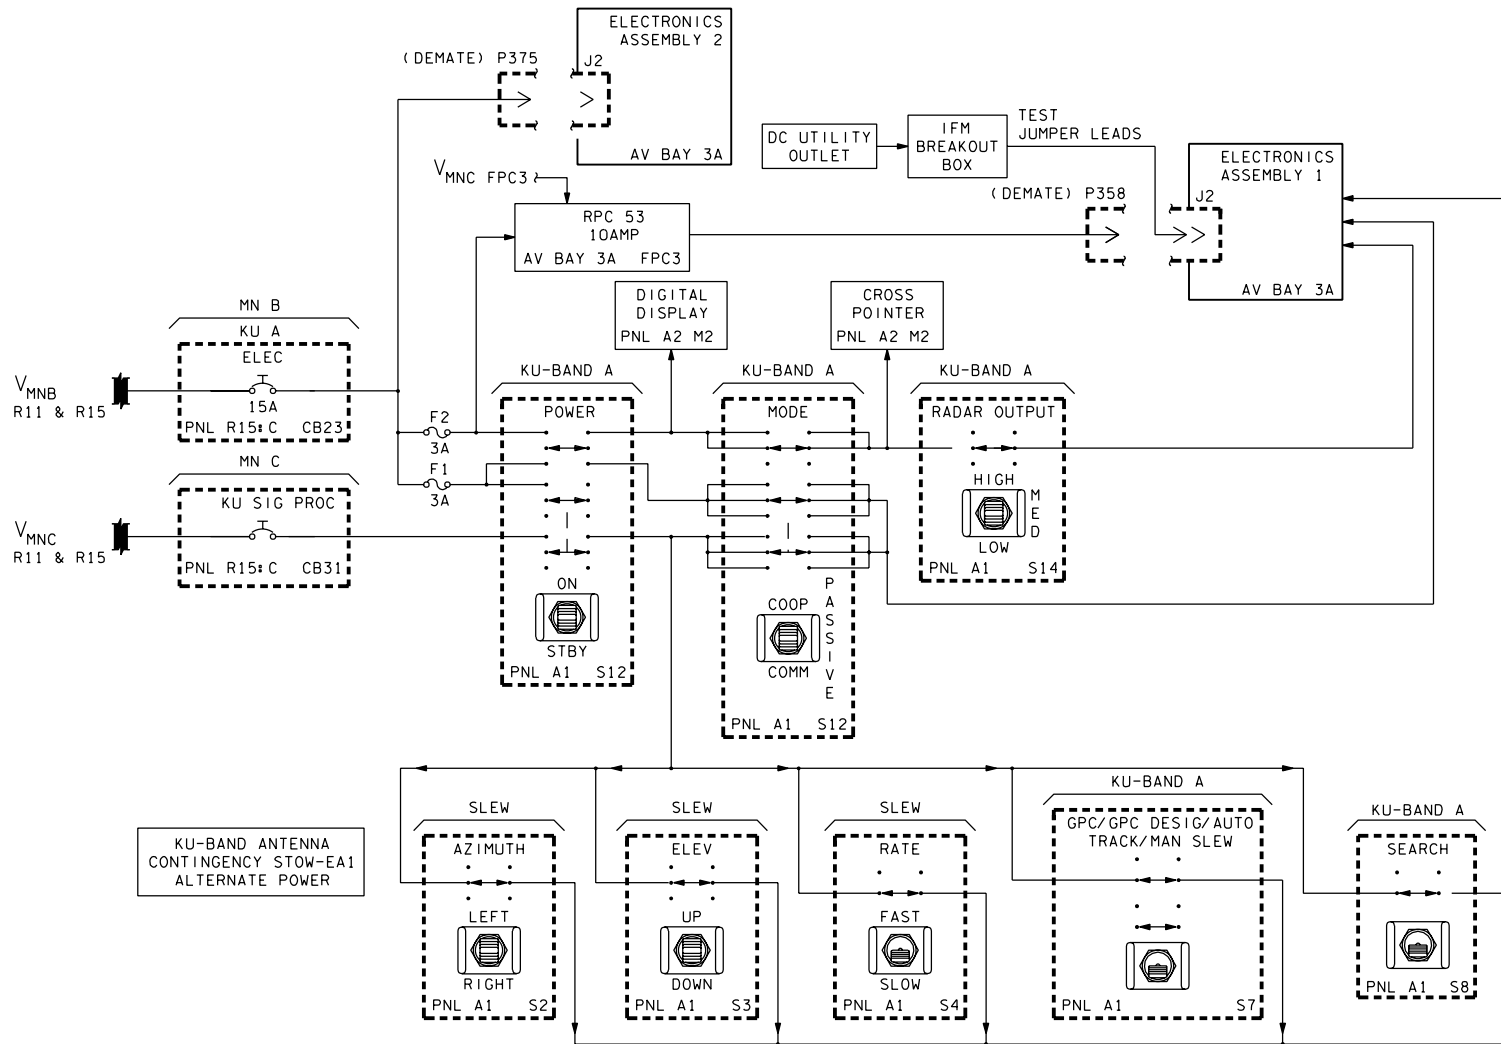 ELECTRONICS
ASSEMBLY 2
(DEMATE) P375
J2
AV BAY 3A
DC UTILITY
OUTLET
IFM
BREAKOUT
BOX
TEST
JUMPER LEADS
ELECTRONICS
ASSEMBLY 1
(DEMATE) P358
J2
AV BAY 3A
VMNC FPC3
RPC 53
10AMP
AV BAY 3A FPC3
DIGITAL
DISPLAY
PNL A2 M2
CROSS
POINTER
PNL A2 M2
MN B
KU A
ELEC
15A
PNL R15:C CB23
VMNB
R11 & R15
MN C
KU SIG PROC
PNL R15:C CB31
VMNC
R11 & R15
F2
3A
F1
3A
KU-BAND A
POWER
ON
STBY
PNL A1 S12
KU-BAND A
MODE
COOP
COMM
PASSIVE
PNL A1 S12
KU-BAND A
RADAR OUTPUT
HIGH
MED
LOW
PNL A1 S14
KU-BAND ANTENNA
CONTINGENCY STOW-EA1
ALTERNATE POWER
SLEW
AZIMUTH
LEFT
RIGHT
PNL A1 S2
SLEW
ELEV
UP
DOWN
PNL A1 S3
SLEW
RATE
FAST
SLOW
PNL A1 S4
KU-BAND A
GPC/GPC DESIG/AUTO
TRACK/MAN SLEW
PNL A1 S7
KU-BAND A
SEARCH
PNL A1 S8